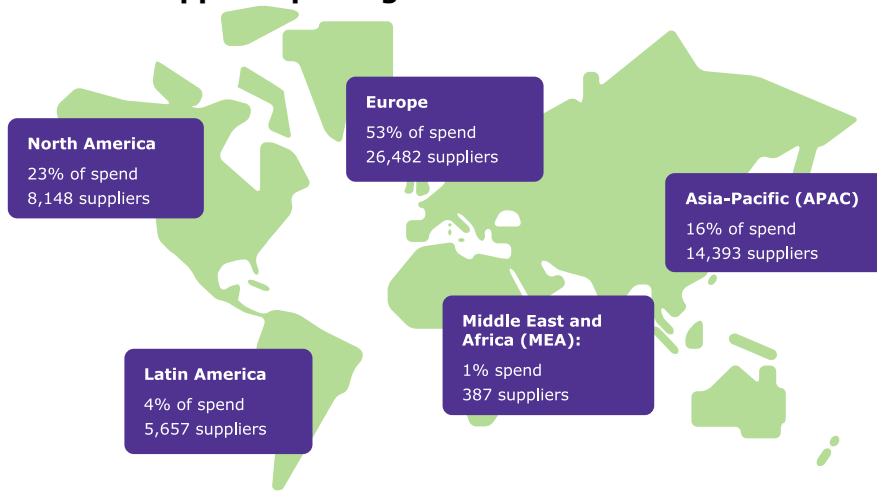 North America
23% of spend
8,148 suppliers
Europe
53% of spend
26,482 suppliers
Asia-Pacific (APAC)
16% of spend
14,393 suppliers
Middle East and
Africa (MEA):
1% spend
387 suppliers
Latin America
4% of spend
5,657 suppliers